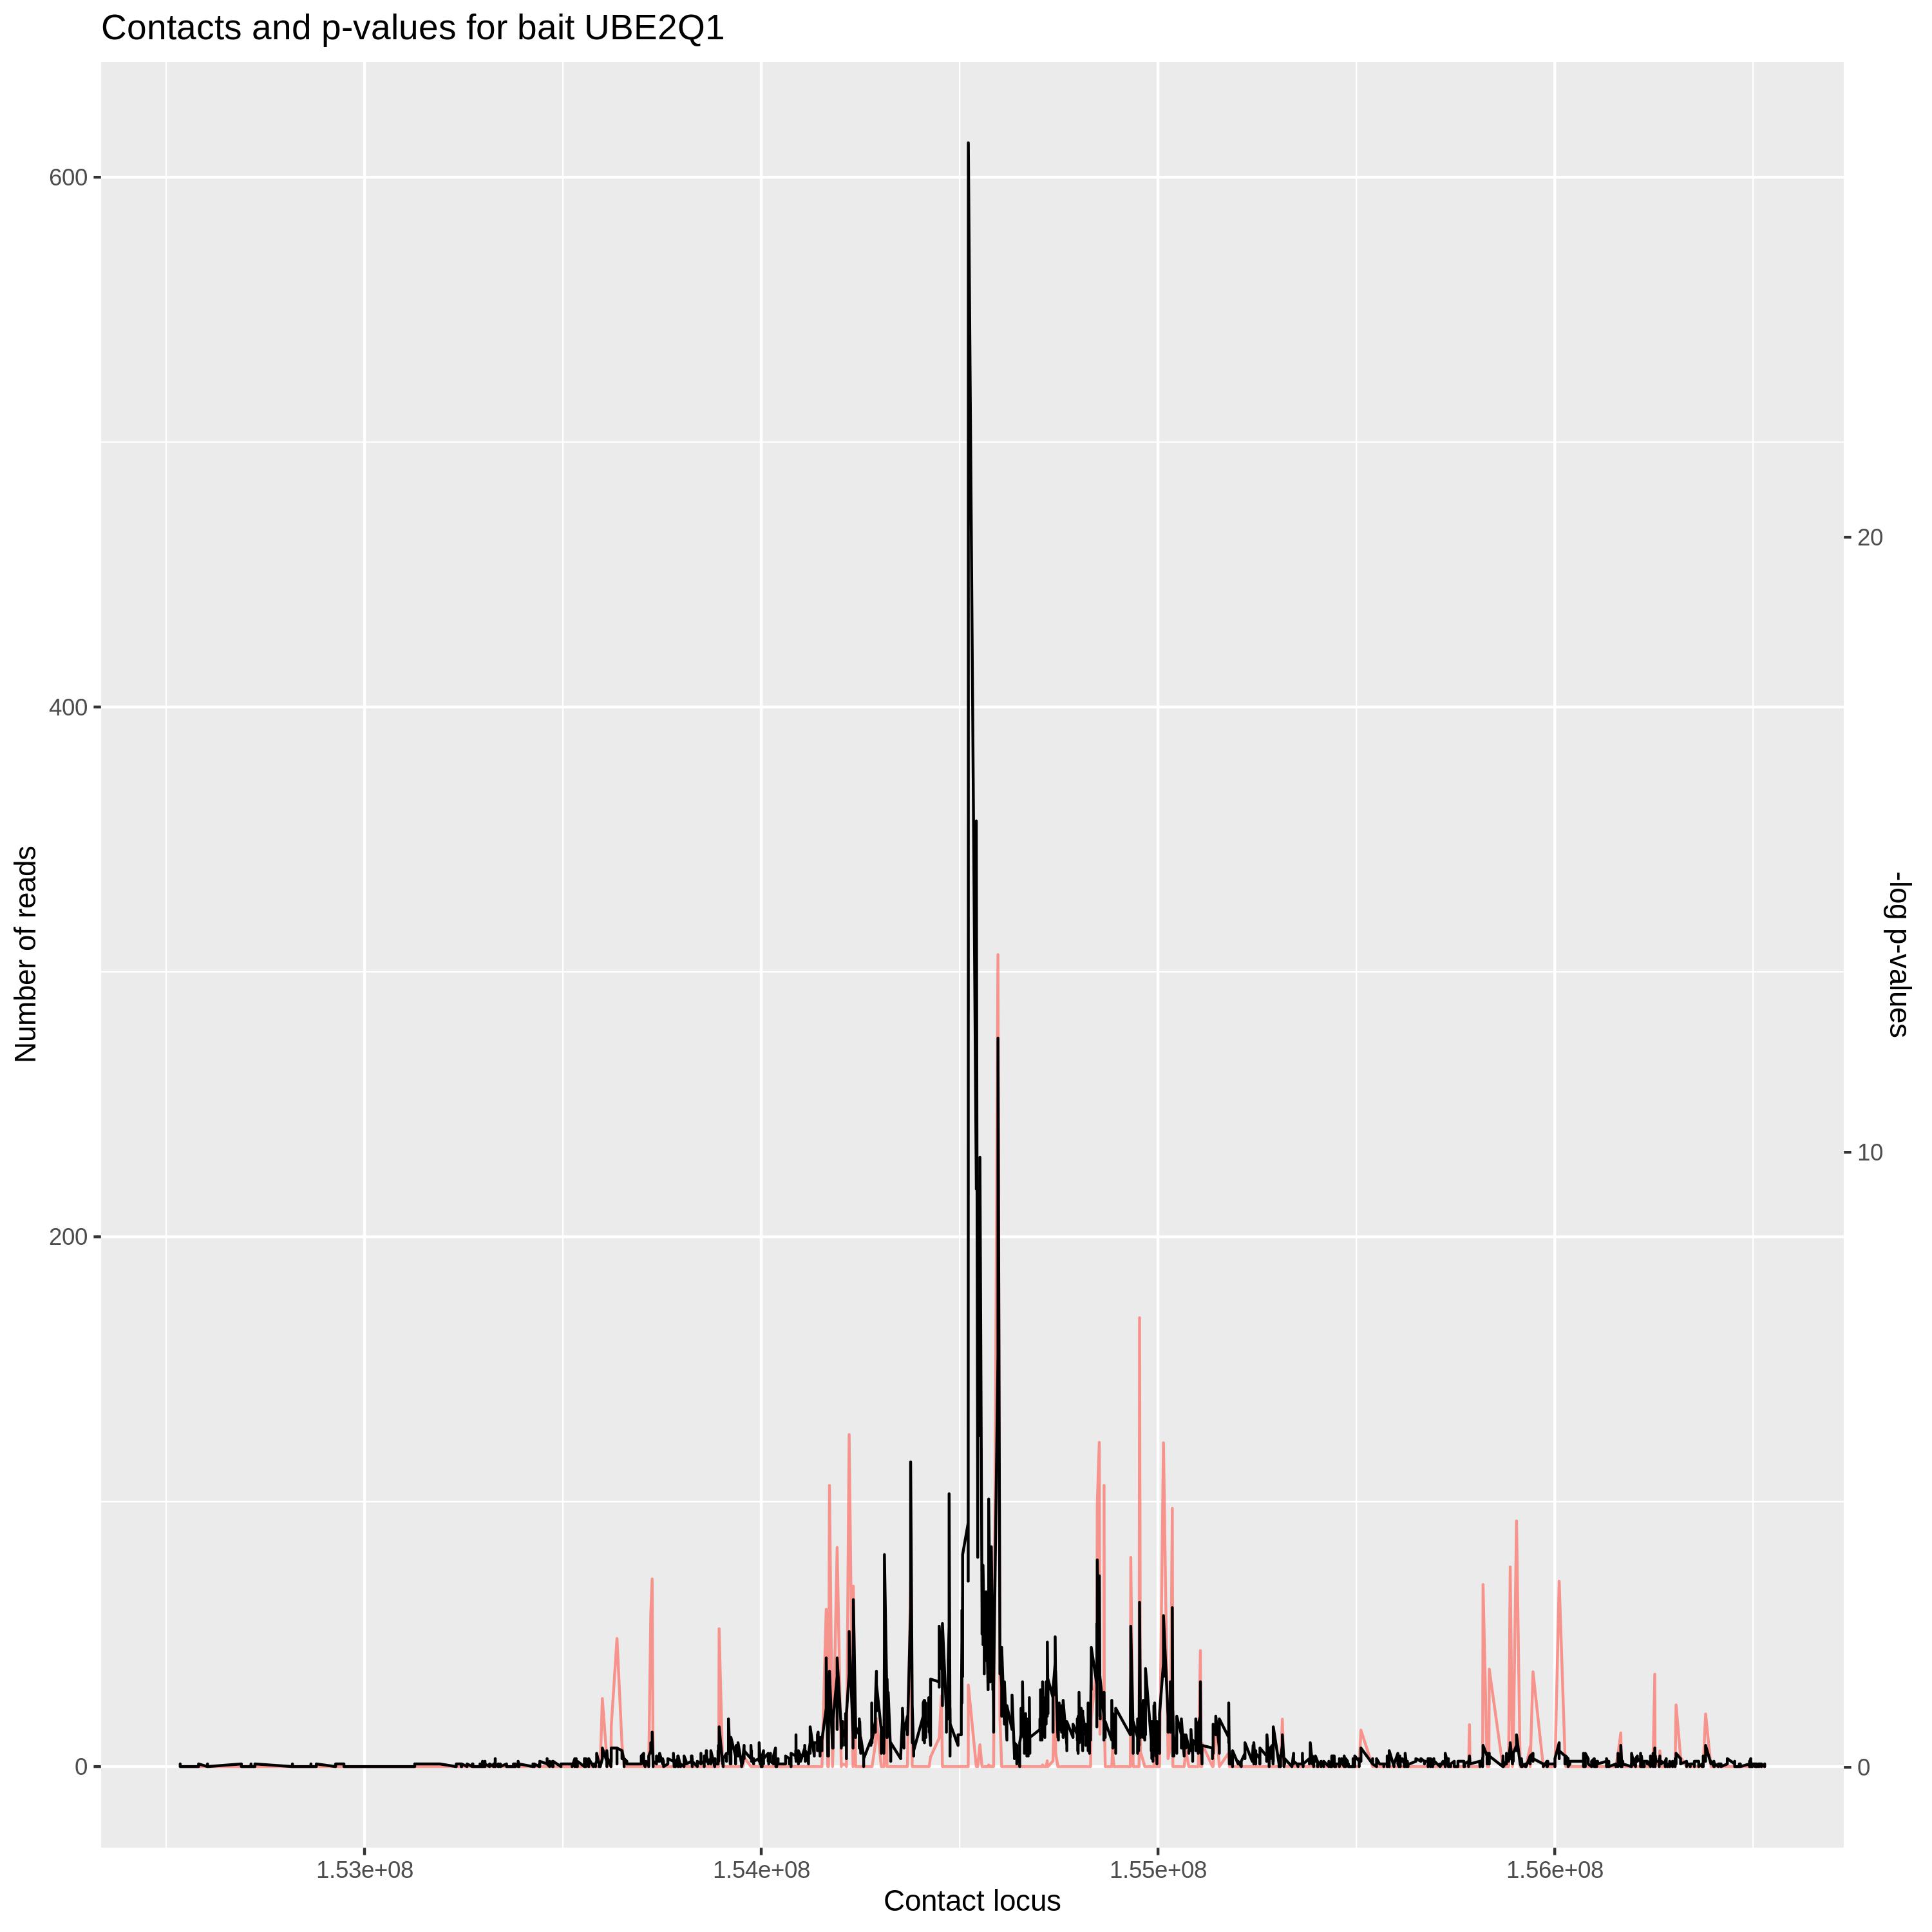 Contacts and p-values for bait UBE2Q1
600
400
200
0
Number of reads
20
10
0
-log p-values
1.53e+08
1.54e+08
1.55e+08
1.56e+08
Contact locus